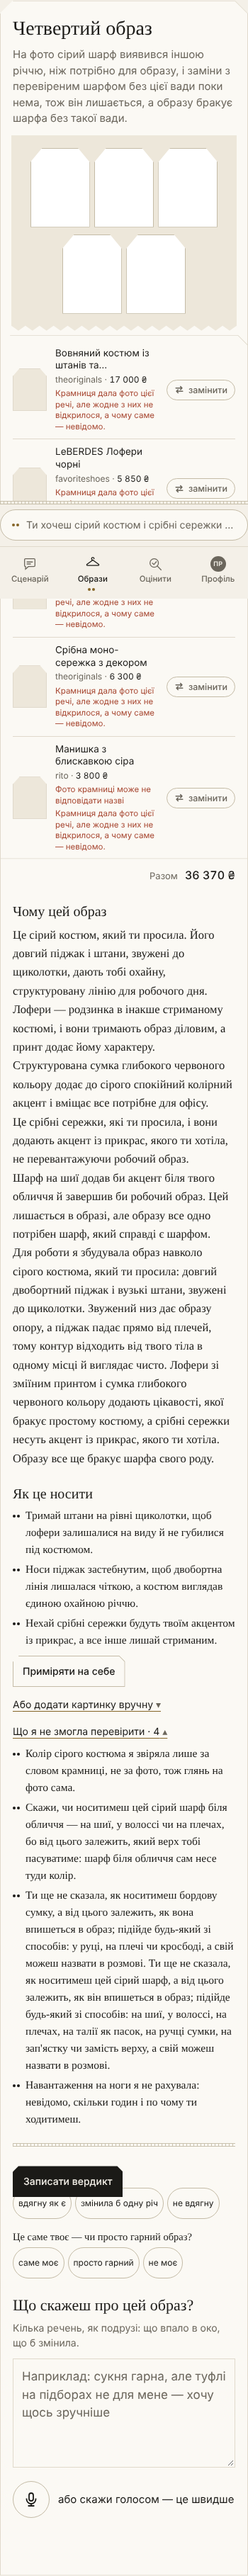 Четвертий образ
На фото сірий шарф виявився іншою
річчю, ніж потрібно для образу, і заміни з
перевіреним шарфом без цієї вади поки
нема, тож він лишається, а образу бракує
шарфа без такої вади.
Вовняний костюм із
штанів та...
theoriginals · 17 000 ₴
Крамниця дала фото цієї
речі, але жодне з них не
відкрилося, а чому саме
— невідомо.
замінити
LeBERDES Лофери
чорні
favoriteshoes · 5 850 ₴
Крамниця дала фото цієї
замінити
Ти хочеш сірий костюм і срібні сережки ...
Сценарій
Образи
Оцінити
ПР
Профіль
речі, але жодне з них не
відкрилося, а чому саме
— невідомо.
Срібна моно-
сережка з декором
theoriginals · 6 300 ₴
Крамниця дала фото цієї
речі, але жодне з них не
відкрилося, а чому саме
— невідомо.
замінити
Манишка з
блискавкою сіра
rito · 3 800 ₴
Фото крамниці може не
відповідати назві
Крамниця дала фото цієї
речі, але жодне з них не
відкрилося, а чому саме
— невідомо.
замінити
Разом 36 370 ₴
Чому цей образ
Це сірий костюм, який ти просила. Його
довгий піджак і штани, звужені до
щиколотки, дають тобі охайну,
структуровану лінію для робочого дня.
Лофери — родзинка в інакше стриманому
костюмі, і вони тримають образ діловим, а
принт додає йому характеру.
Структурована сумка глибокого червоного
кольору додає до сірого спокійний колірний
акцент і вміщає все потрібне для офісу.
Це срібні сережки, які ти просила, і вони
додають акцент із прикрас, якого ти хотіла,
не перевантажуючи робочий образ.
Шарф на шиї додав би акцент біля твого
обличчя й завершив би робочий образ. Цей
лишається в образі, але образу все одно
потрібен шарф, який справді є шарфом.
Для роботи я збудувала образ навколо
сірого костюма, який ти просила: довгий
двобортний піджак і вузькі штани, звужені
до щиколотки. Звужений низ дає образу
опору, а піджак падає прямо від плечей,
тому контур відходить від твого тіла в
одному місці й виглядає чисто. Лофери зі
зміїним принтом і сумка глибокого
червоного кольору додають цікавості, якої
бракує простому костюму, а срібні сережки
несуть акцент із прикрас, якого ти хотіла.
Образу все ще бракує шарфа свого роду.
Як це носити
Тримай штани на рівні щиколотки, щоб
лофери залишалися на виду й не губилися
під костюмом.
Носи піджак застебнутим, щоб двобортна
лінія лишалася чіткою, а костюм виглядав
єдиною охайною річчю.
Нехай срібні сережки будуть твоїм акцентом
із прикрас, а все інше лишай стриманим.
Приміряти на себе
Або додати картинку вручну ▾
Що я не змогла перевірити · 4 ▴
Колір сірого костюма я звіряла лише за
словом крамниці, не за фото, тож глянь на
фото сама.
Скажи, чи носитимеш цей сірий шарф біля
обличчя — на шиї, у волоссі чи на плечах,
бо від цього залежить, який верх тобі
пасуватиме: шарф біля обличчя сам несе
туди колір.
Ти ще не сказала, як носитимеш бордову
сумку, а від цього залежить, як вона
впишеться в образ; підійде будь-який зі
способів: у руці, на плечі чи кросбоді, а свій
можеш назвати в розмові. Ти ще не сказала,
як носитимеш цей сірий шарф, а від цього
залежить, як він впишеться в образ; підійде
будь-який зі способів: на шиї, у волоссі, на
плечах, на талії як пасок, на ручці сумки, на
зап'ястку чи замість верху, а свій можеш
назвати в розмові.
Навантаження на ноги я не рахувала:
невідомо, скільки годин і по чому ти
ходитимеш.
Записати вердикт
вдягну як є
змінила б одну річ
не вдягну
Це саме твоє — чи просто гарний образ?
саме моє
просто гарний
не моє
Що скажеш про цей образ?
Кілька речень, як подрузі: що впало в око,
що б змінила.
Наприклад: сукня гарна, але туфлі
на підборах не для мене — хочу
щось зручніше
або скажи голосом — це швидше